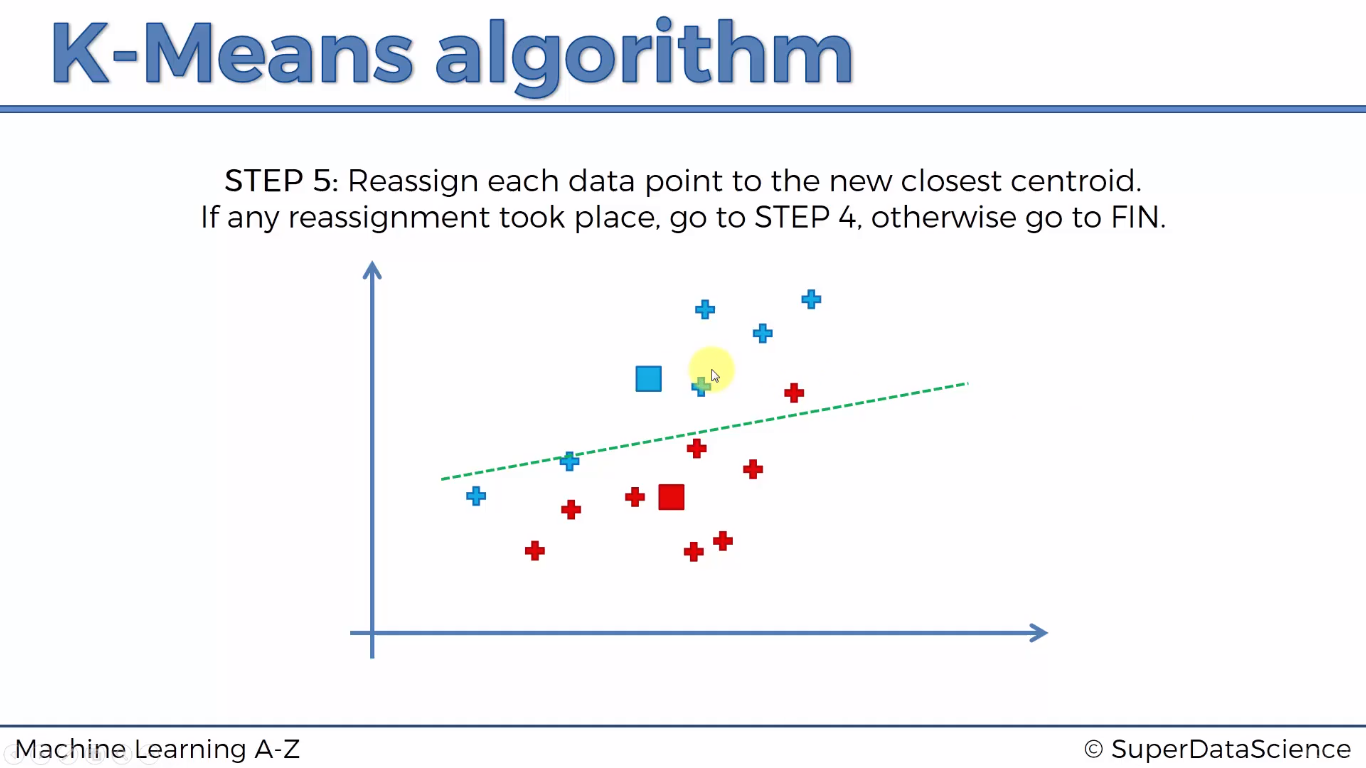 K-Means algorithm
STEP 5: Reassign each data point to the new closest centroid.
If any reassignment took place, go to STEP 4, otherwise go to FIN.
Machine Learning A-Z
© SuperDataScience